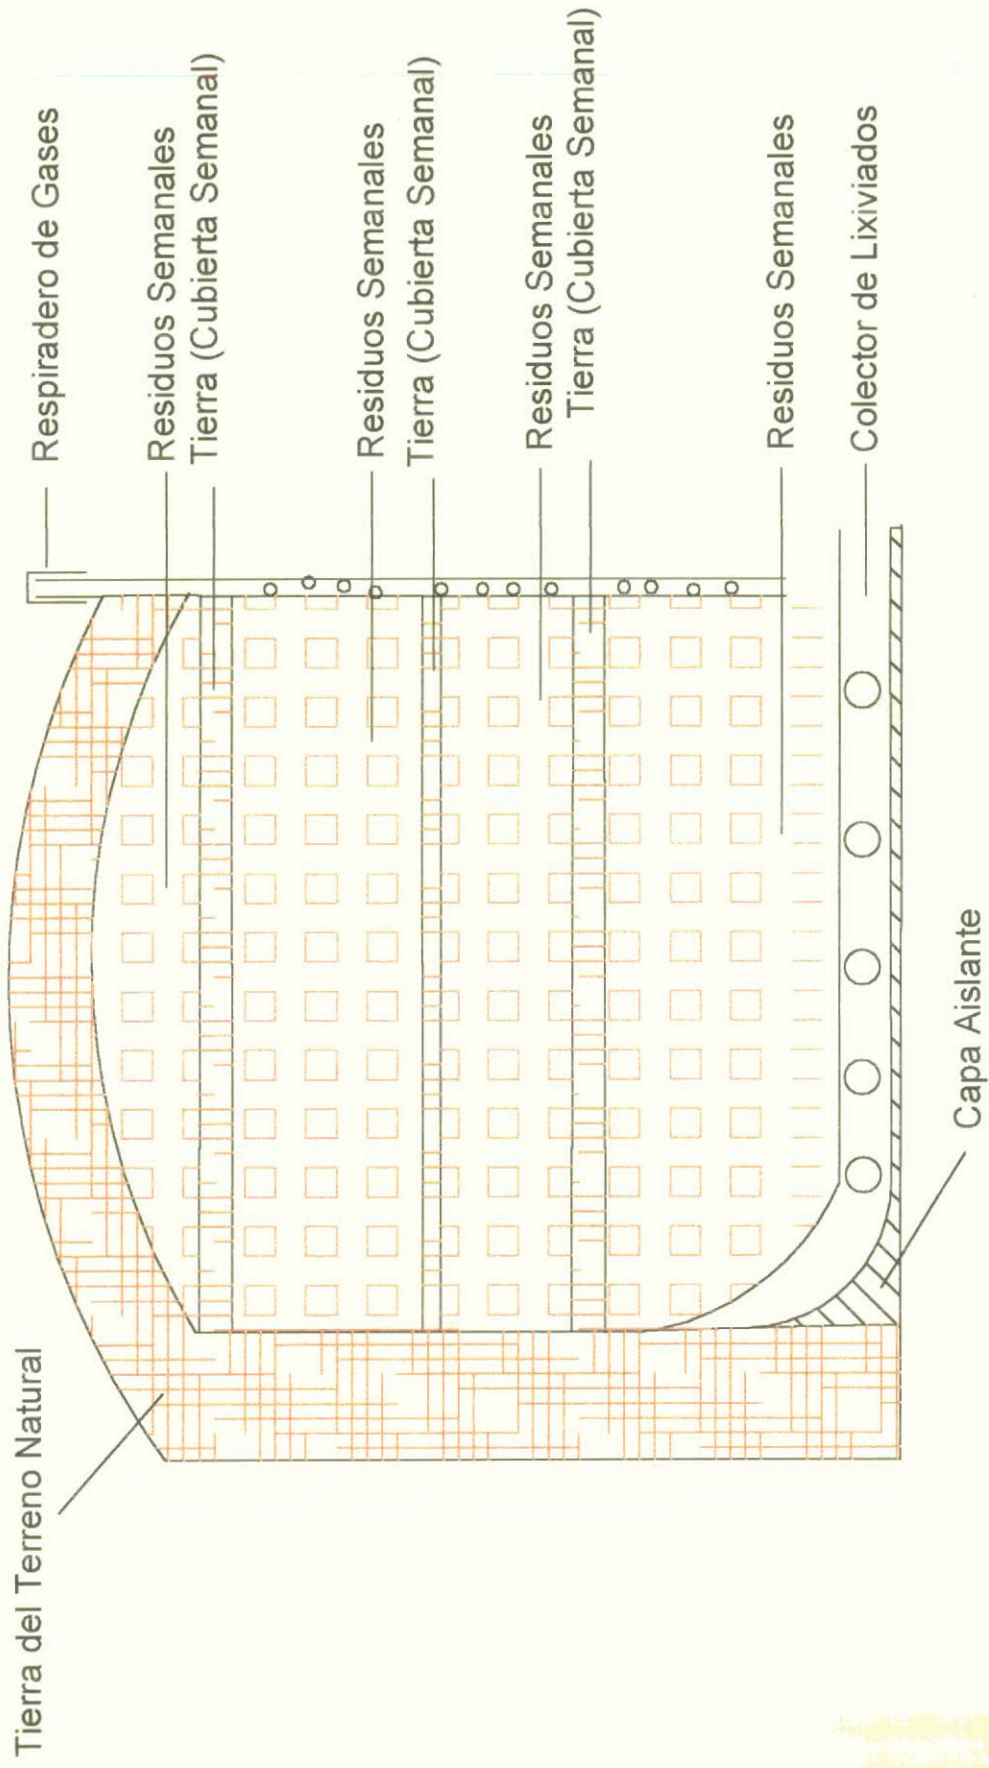 Respiradero de Gases
Residuos Semanales
Tierra (Cubierta Semanal)
Residuos Semanales
Tierra (Cubierta Semanal)
Residuos Semanales
Tierra (Cubierta Semanal)
Residuos Semanales
Colector de Lixiviados
Capa Aislante
Tierra del Terreno Natural